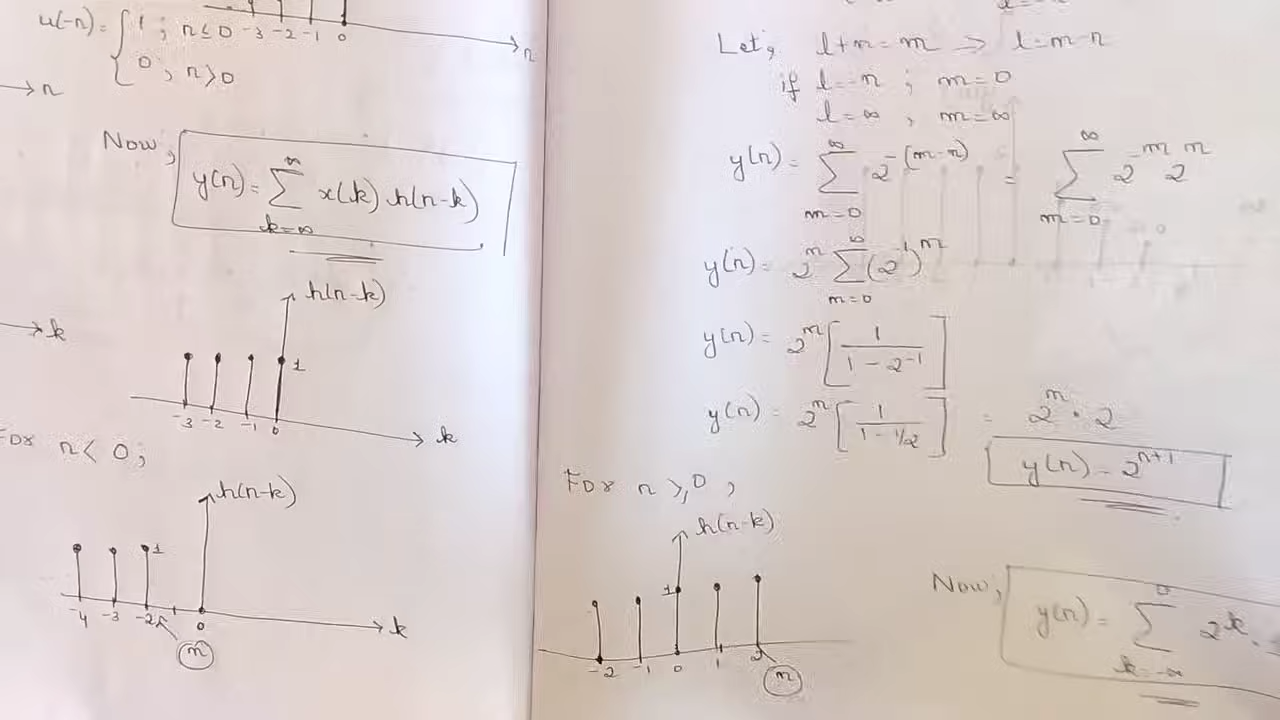 u(-n) = { 1 ; n ≤ 0
0 ; n > 0
-3 -2 -1 0
n
n
Now,
y(n) = ∑ x(k) h(n-k)
∞
k=∞
h(n-k)
k
1
-3 -2 -1 0
k
For n < 0;
h(n-k)
1
-4 -3 -2 0
k
n
Let, l+n=m ⇒ l=m-n
if l=-n ; m=0
l=∞ , m=∞
y(n) = ∑_{m=0}^{∞} 2^{-(m-n)} = ∑_{m=0}^{∞} 2^{-m} 2^{n}
y(n) = 2^n ∑_{m=0}^{∞} (2^{-1})^m
y(n) = 2^n [ 1 / (1 - 2^{-1}) ]
y(n) = 2^n [ 1 / (1 - 1/2) ] = 2^n · 2
y(n) = 2^{n+1}
For n ≥ 0 ;
h(n-k)
1
-2 -1 0 1 2
n
Now,
y(n) = ∑_{k=-∞}^{0} 2^k .